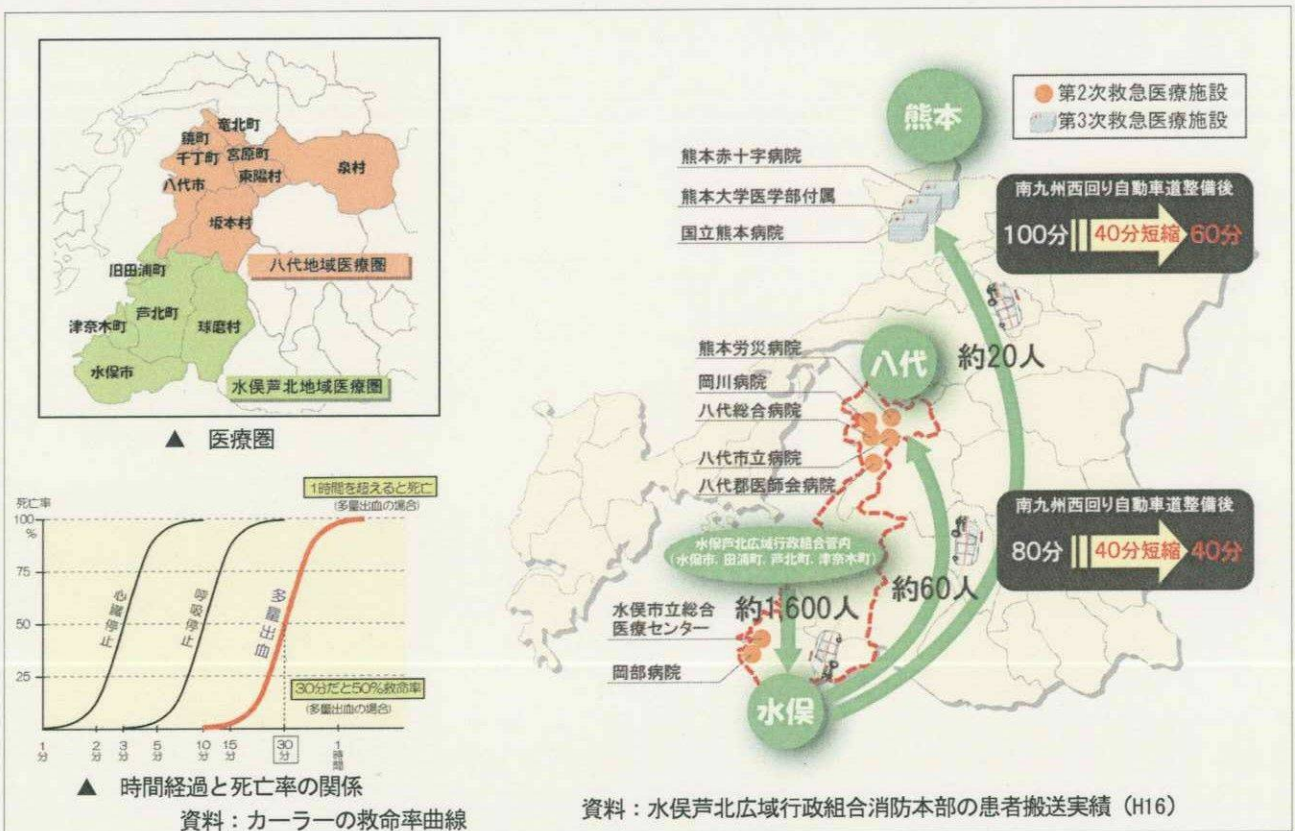 竜北町
鏡町
千丁町
宮原町
泉村
八代市
東陽村
坂本村
八代地域医療圏
旧田浦町
芦北町
津奈木町
球磨村
水俣市
水俣芦北地域医療圏
▲ 医療圏
死亡率
1時間を超えると死亡
(多量出血の場合)
100
%
75
50
25
心臓停止
呼吸停止
多量出血
30分だと50%救命率
(多量出血の場合)
1分
2分
3分
5分
10分
15分
30分
1時間
▲ 時間経過と死亡率の関係
資料：カーラーの救命率曲線
熊本
第2次救急医療施設
第3次救急医療施設
熊本赤十字病院
熊本大学医学部付属
国立熊本病院
南九州西回り自動車道整備後
100分 40分短縮 60分
熊本労災病院
岡川病院
八代総合病院
八代市立病院
八代郡医師会病院
八代
約20人
南九州西回り自動車道整備後
80分 40分短縮 40分
水俣芦北広域行政組合管内
(水俣市、田浦町、芦北町、津奈木町)
約60人
約1,600人
水俣市立総合
医療センター
岡部病院
水俣
資料：水俣芦北広域行政組合消防本部の患者搬送実績（H16）